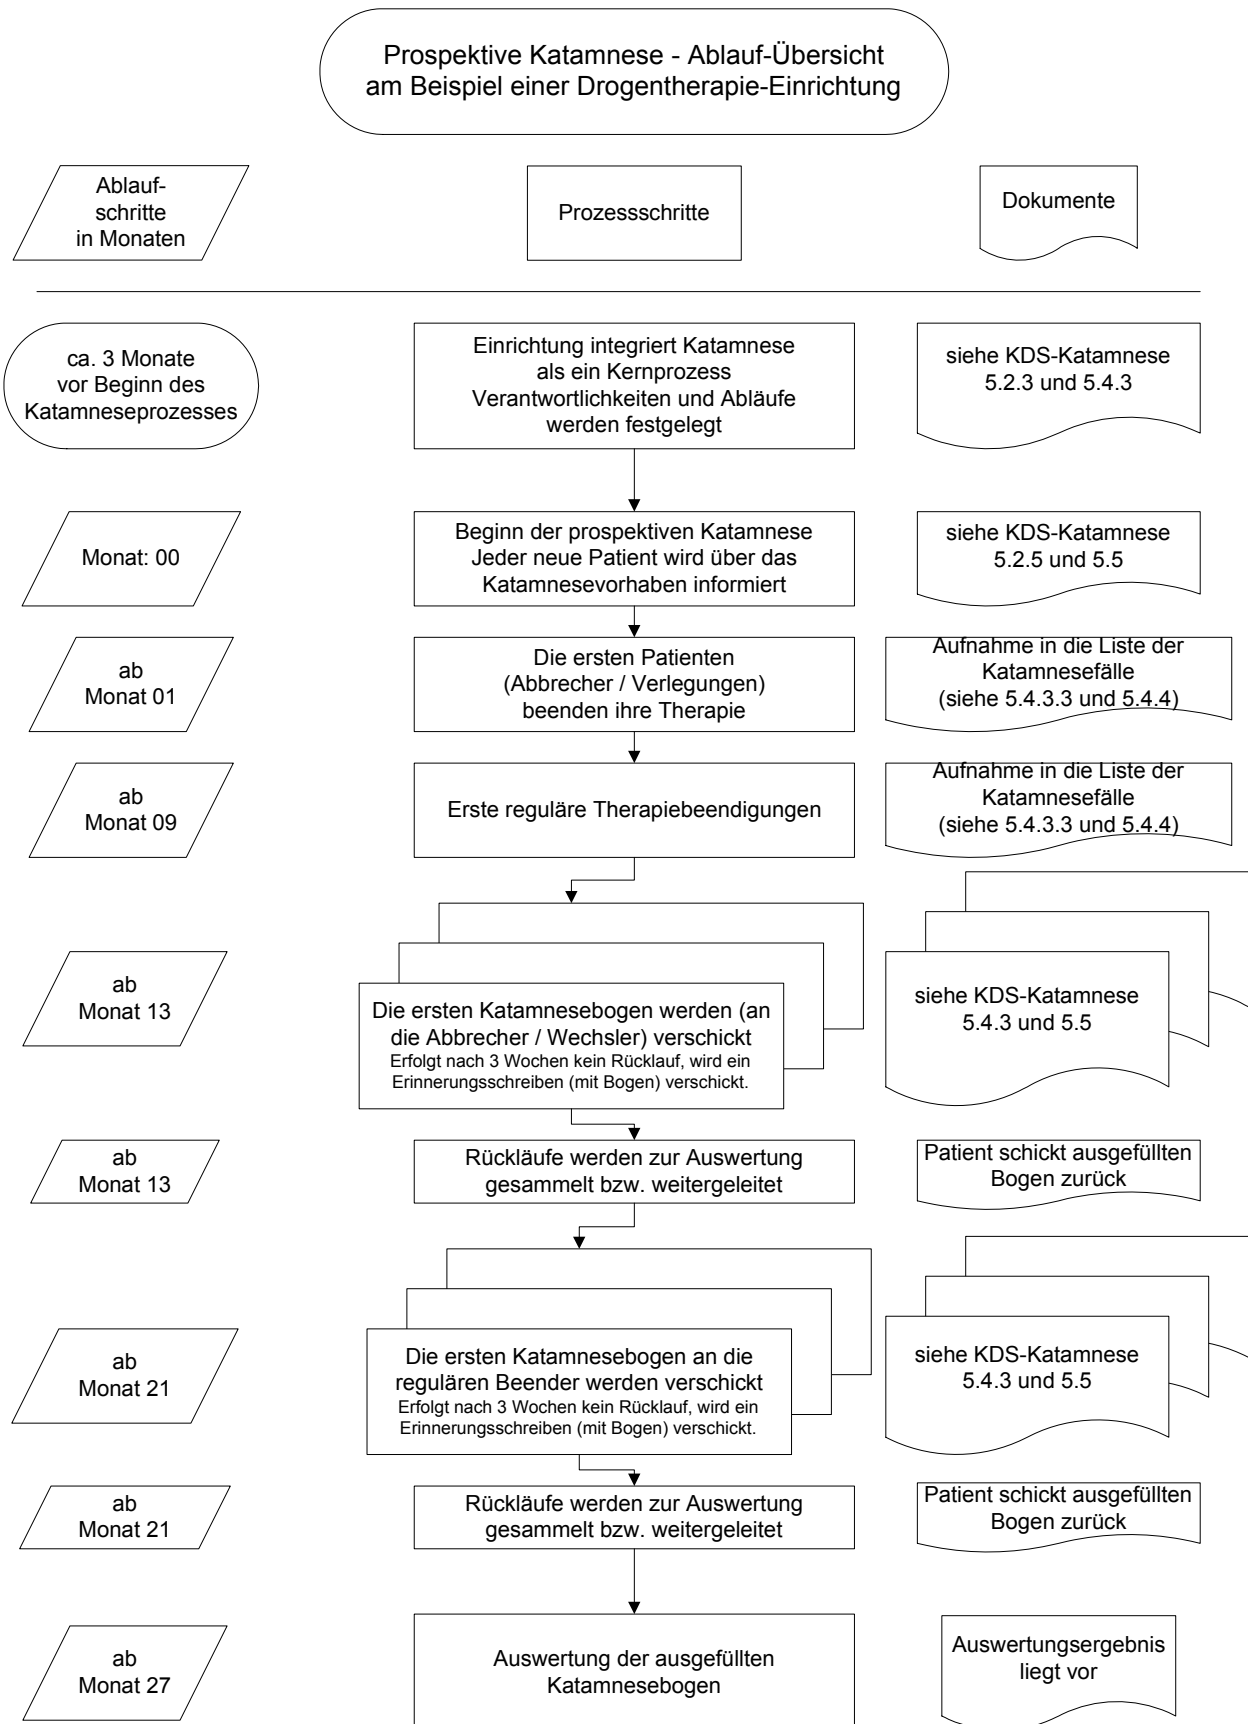 Prospektive Katamnese - Ablauf-Übersicht
am Beispiel einer Drogentherapie-Einrichtung
Ablauf-
schritte
in Monaten
Prozessschritte
Dokumente
ca. 3 Monate
vor Beginn des
Katamneseprozesses
Einrichtung integriert Katamnese
als ein Kernprozess
Verantwortlichkeiten und Abläufe
werden festgelegt
siehe KDS-Katamnese
5.2.3 und 5.4.3
Monat: 00
Beginn der prospektiven Katamnese
Jeder neue Patient wird über das
Katamnesevorhaben informiert
siehe KDS-Katamnese
5.2.5 und 5.5
ab
Monat 01
Die ersten Patienten
(Abbrecher / Verlegungen)
beenden ihre Therapie
Aufnahme in die Liste der
Katamnesefälle
(siehe 5.4.3.3 und 5.4.4)
ab
Monat 09
Erste reguläre Therapiebeendigungen
Aufnahme in die Liste der
Katamnesefälle
(siehe 5.4.3.3 und 5.4.4)
ab
Monat 13
Die ersten Katamnesebogen werden (an
die Abbrecher / Wechsler) verschickt
Erfolgt nach 3 Wochen kein Rücklauf, wird ein
Erinnerungsschreiben (mit Bogen) verschickt.
siehe KDS-Katamnese
5.4.3 und 5.5
ab
Monat 13
Rückläufe werden zur Auswertung
gesammelt bzw. weitergeleitet
Patient schickt ausgefüllten
Bogen zurück
ab
Monat 21
Die ersten Katamnesebogen an die
regulären Beender werden verschickt
Erfolgt nach 3 Wochen kein Rücklauf, wird ein
Erinnerungsschreiben (mit Bogen) verschickt.
siehe KDS-Katamnese
5.4.3 und 5.5
ab
Monat 21
Rückläufe werden zur Auswertung
gesammelt bzw. weitergeleitet
Patient schickt ausgefüllten
Bogen zurück
ab
Monat 27
Auswertung der ausgefüllten
Katamnesebogen
Auswertungsergebnis
liegt vor